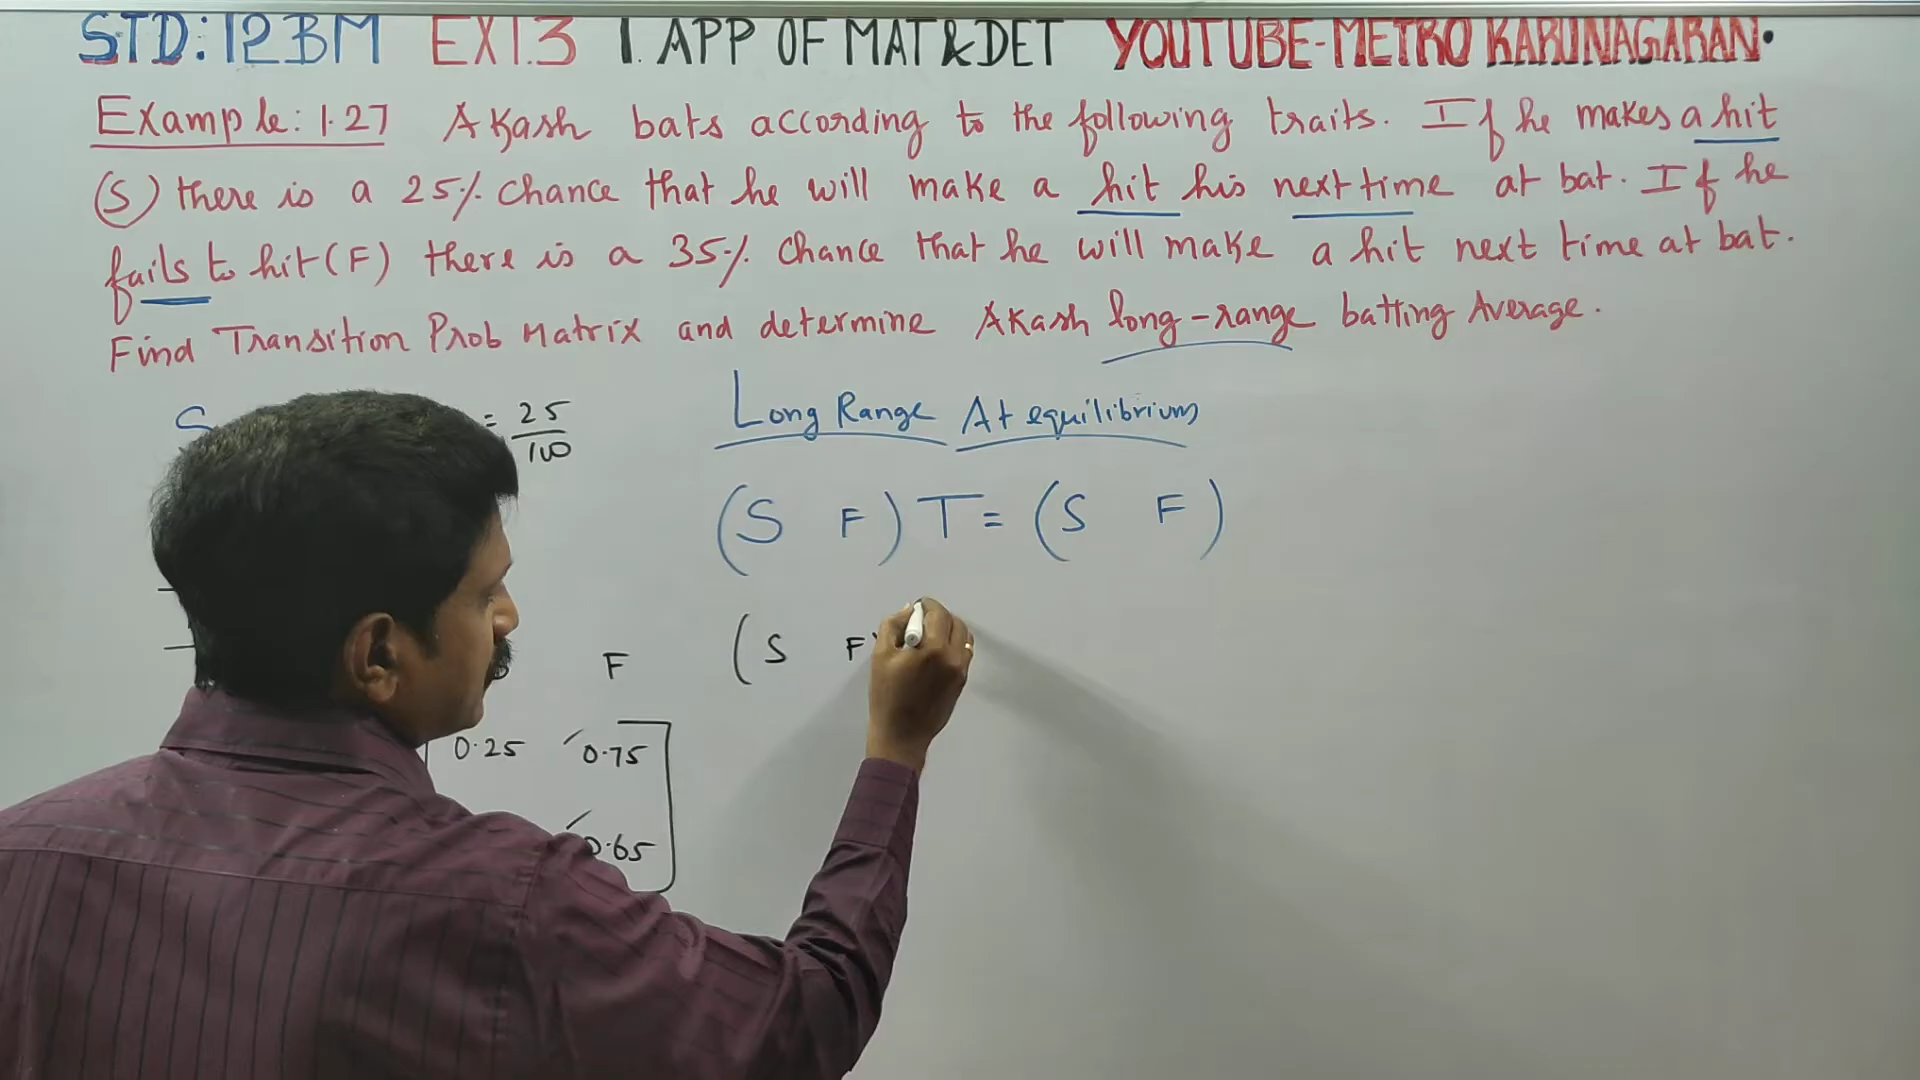 STD: 12 BM EX 1.3 1. APP OF MAT & DET YOUTUBE-METRO KARUNAGARAN.
Example: 1.27 Akash bats according to the following traits. If he makes a hit
(S) there is a 25% chance that he will make a hit his next time at bat. If he
fails to hit (F) there is a 35% chance that he will make a hit next time at bat.
Find Transition Prob Matrix and determine Akash long-range batting Average.
S = 25/100
Long Range At equilibrium
(S F) T = (S F)
(S F)
F
0.25 0.75
0.65